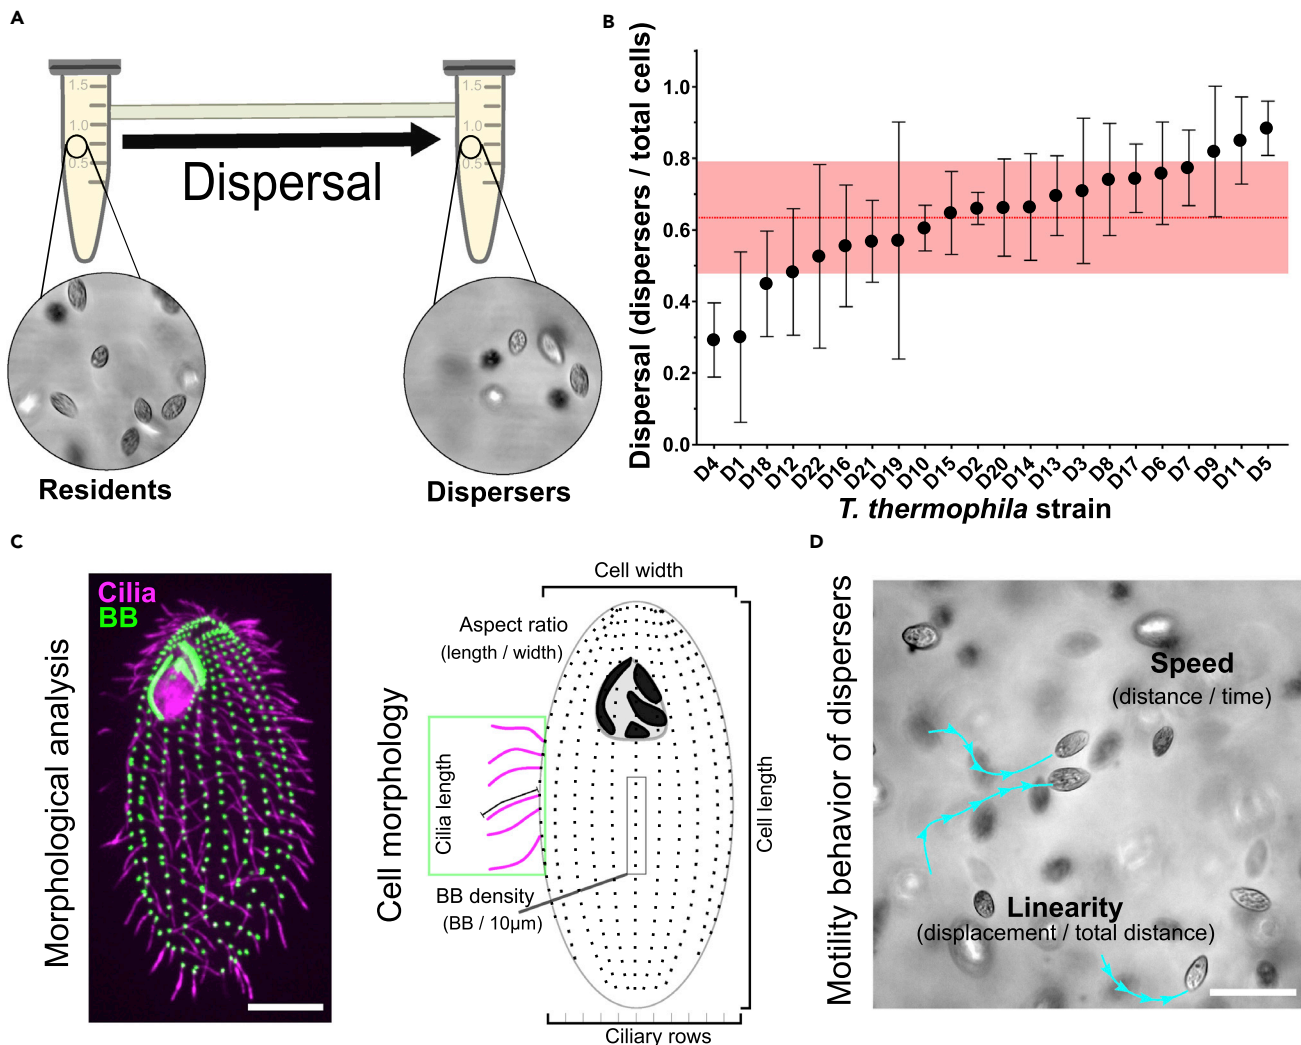 A
1.5
1.0
0.5
1.5
1.0
0.5
Dispersal
Residents
Dispersers
B
Dispersal (dispersers / total cells)
1.0
0.8
0.6
0.4
0.2
0.0
D4 D1 D18 D12 D22 D16 D21 D19 D10 D15 D2 D20 D14 D13 D3 D8 D17 D6 D7 D9 D11 D5
T. thermophila strain
C
Morphological analysis
Cilia
BB
Cell morphology
Cell width
Aspect ratio
(length / width)
Cilia length
Cell length
BB density
(BB / 10µm)
Ciliary rows
D
Motility behavior of dispersers
Speed
(distance / time)
Linearity
(displacement / total distance)